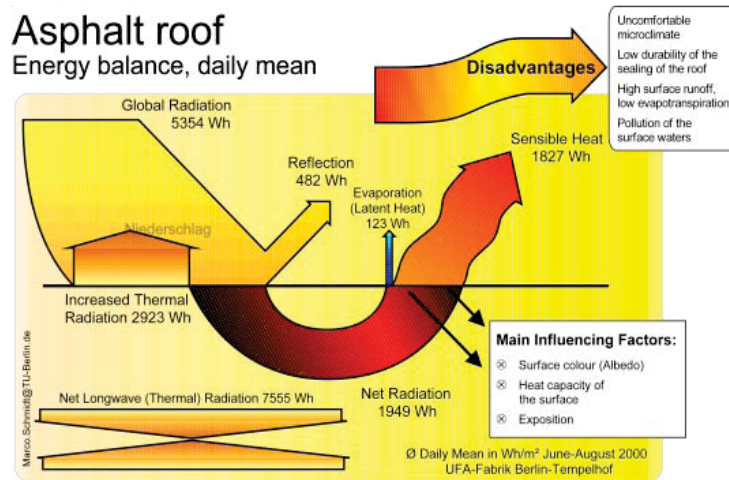 Asphalt roof
Energy balance, daily mean
Disadvantages
Uncomfortable
microclimate
Low durability of the
sealing of the roof
High surface runoff,
low evapotranspiration
Pollution of the
surface waters
Global Radiation
5354 Wh
Reflection
482 Wh
Evaporation
(Latent Heat)
123 Wh
Sensible Heat
1827 Wh
Niederschlag
Increased Thermal
Radiation 2923 Wh
Net Radiation
1949 Wh
Main Influencing Factors:
⊗ Surface colour (Albedo)
⊗ Heat capacity of
the surface
⊗ Exposition
Net Longwave (Thermal) Radiation 7555 Wh
Ø Daily Mean in Wh/m² June-August 2000
UFA-Fabrik Berlin-Tempelhof
Marco.Schmidt@TU-Berlin.de